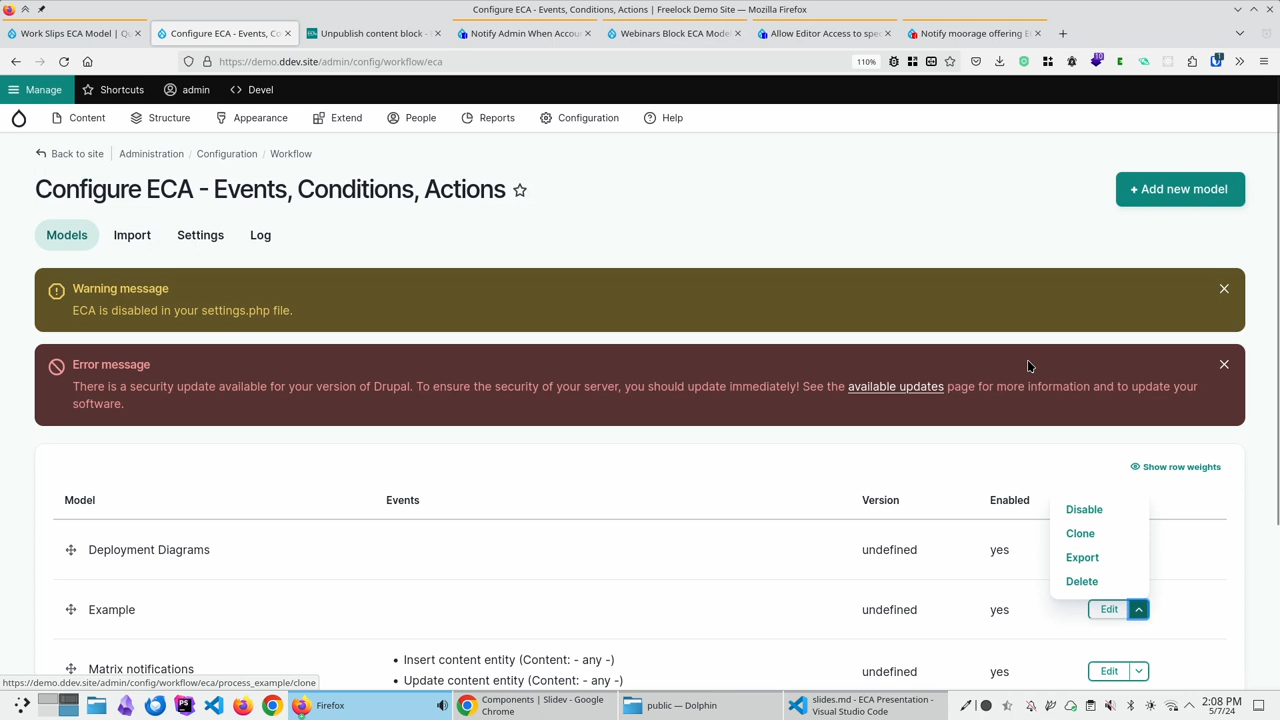 Configure ECA - Events, Conditions, Actions | Freelock Demo Site — Mozilla Firefox
Work Slips ECA Model | Qu
Configure ECA - Events, Co
Unpublish content block -
Notify Admin When Accou
Webinars Block ECA Mode
Allow Editor Access to spe
Notify moorage offering E
https://demo.ddev.site/admin/config/workflow/eca
110%
10
1
Manage
Shortcuts
admin
Devel
Content
Structure
Appearance
Extend
People
Reports
Configuration
Help
Back to site
Administration / Configuration / Workflow
Configure ECA - Events, Conditions, Actions
+ Add new model
Models
Import
Settings
Log
Warning message
ECA is disabled in your settings.php file.
Error message
There is a security update available for your version of Drupal. To ensure the security of your server, you should update immediately! See the available updates page for more information and to update your
software.
Show row weights
Model
Events
Version
Enabled
Disable
Clone
Export
Delete
Deployment Diagrams
undefined
yes
Example
undefined
yes
Edit
Matrix notifications
• Insert content entity (Content: - any -)
• Update content entity (Content: - any -)
undefined
yes
Edit
https://demo.ddev.site/admin/config/workflow/eca/process_example/clone
Firefox
Components | Slidev - Google
Chrome
public — Dolphin
slides.md - ECA Presentation -
Visual Studio Code
2:08 PM
5/7/24